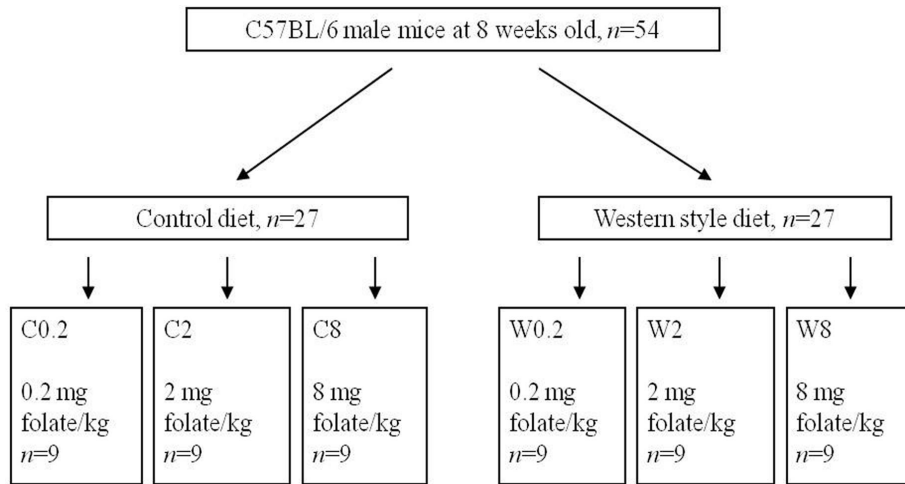 C57BL/6 male mice at 8 weeks old, n=54
Control diet, n=27
Western style diet, n=27
C0.2
0.2 mg
folate/kg
n=9
C2
2 mg
folate/kg
n=9
C8
8 mg
folate/kg
n=9
W0.2
0.2 mg
folate/kg
n=9
W2
2 mg
folate/kg
n=9
W8
8 mg
folate/kg
n=9